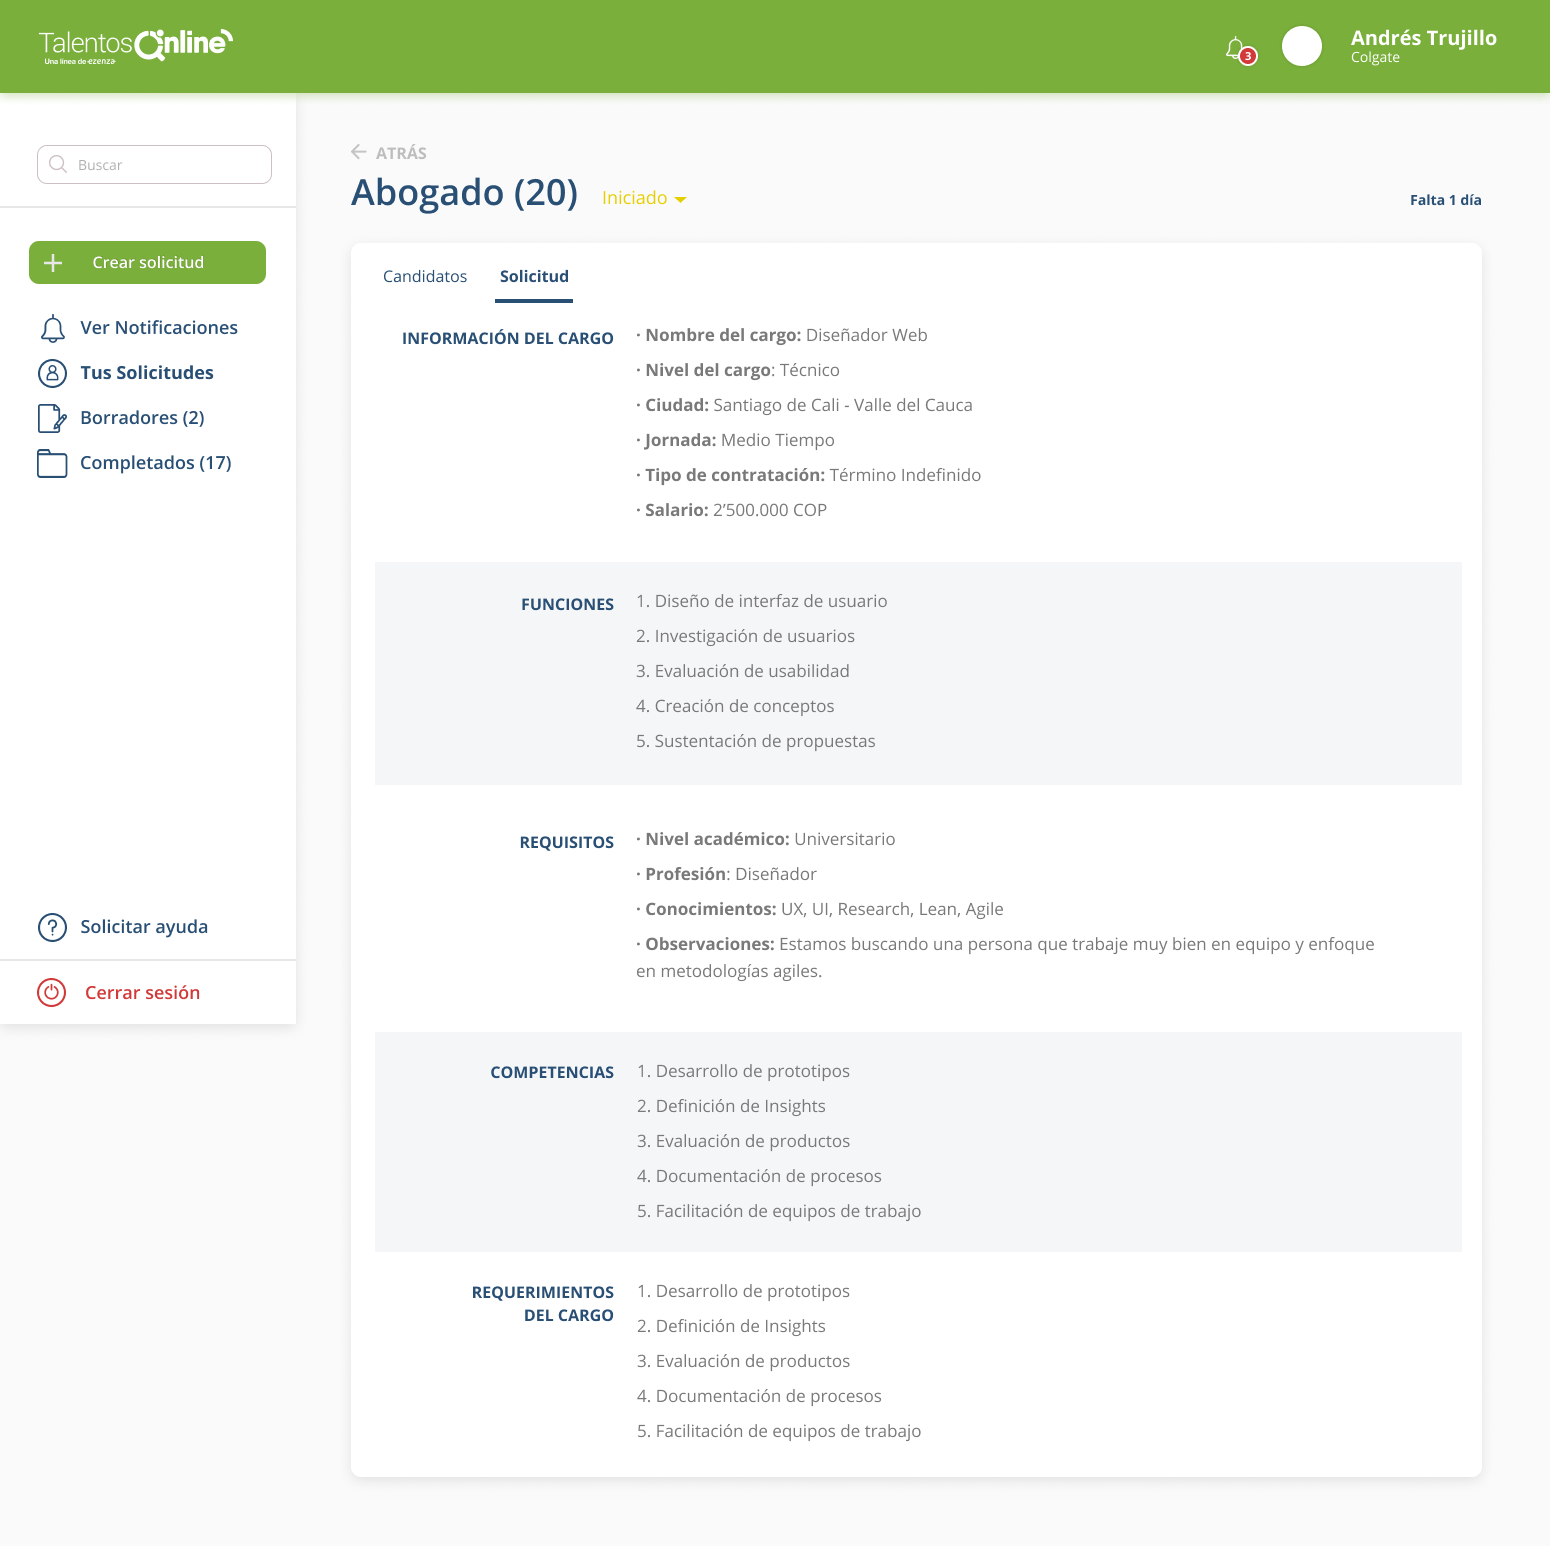 Talentos Online
Una línea de ezenza
3
Andrés Trujillo
Colgate
Buscar
Crear solicitud
Ver Notificaciones
Tus Solicitudes
Borradores (2)
Completados (17)
Solicitar ayuda
Cerrar sesión
ATRÁS
Abogado (20)
Iniciado
Falta 1 día
Candidatos
Solicitud
INFORMACIÓN DEL CARGO
· Nombre del cargo: Diseñador Web
· Nivel del cargo: Técnico
· Ciudad: Santiago de Cali - Valle del Cauca
· Jornada: Medio Tiempo
· Tipo de contratación: Término Indefinido
· Salario: 2’500.000 COP
FUNCIONES
1. Diseño de interfaz de usuario
2. Investigación de usuarios
3. Evaluación de usabilidad
4. Creación de conceptos
5. Sustentación de propuestas
REQUISITOS
· Nivel académico: Universitario
· Profesión: Diseñador
· Conocimientos: UX, UI, Research, Lean, Agile
· Observaciones: Estamos buscando una persona que trabaje muy bien en equipo y enfoque
en metodologías agiles.
COMPETENCIAS
1. Desarrollo de prototipos
2. Definición de Insights
3. Evaluación de productos
4. Documentación de procesos
5. Facilitación de equipos de trabajo
REQUERIMIENTOS
DEL CARGO
1. Desarrollo de prototipos
2. Definición de Insights
3. Evaluación de productos
4. Documentación de procesos
5. Facilitación de equipos de trabajo